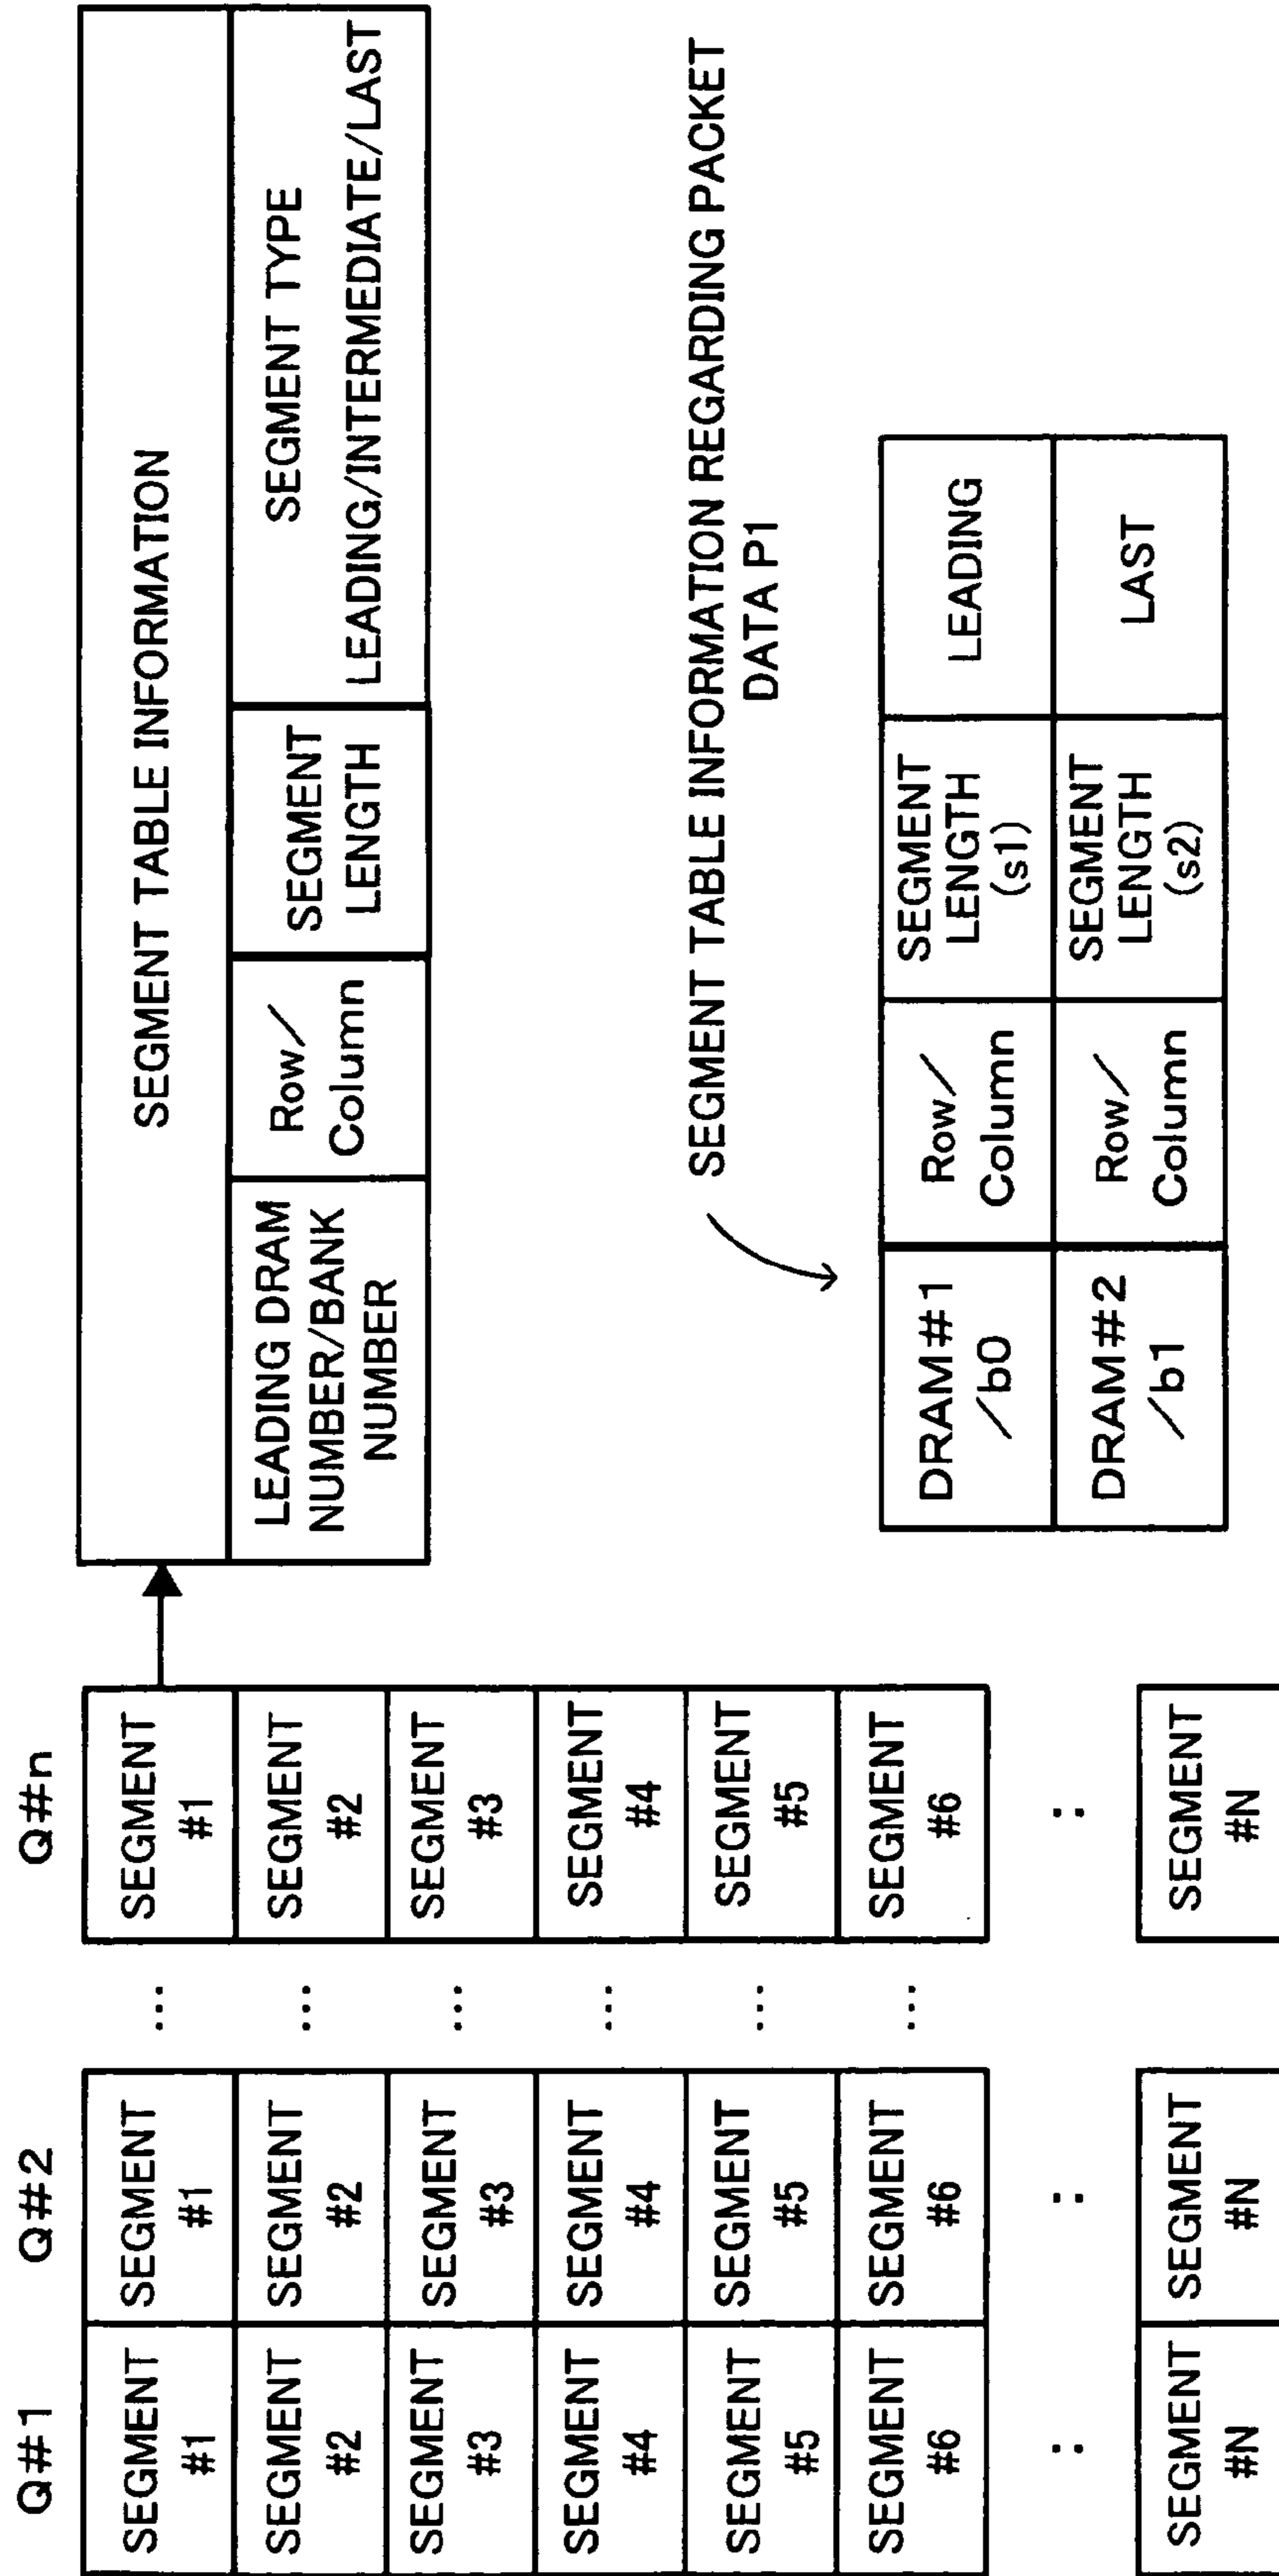 Q#1
Q#2
Q#n
SEGMENT
#1
SEGMENT
#1
...
SEGMENT
#1
SEGMENT
#2
SEGMENT
#2
...
SEGMENT
#2
SEGMENT
#3
SEGMENT
#3
...
SEGMENT
#3
SEGMENT
#4
SEGMENT
#4
...
SEGMENT
#4
SEGMENT
#5
SEGMENT
#5
...
SEGMENT
#5
SEGMENT
#6
SEGMENT
#6
...
SEGMENT
#6
:
:
:
SEGMENT
#N
SEGMENT
#N
SEGMENT
#N
SEGMENT TABLE INFORMATION
LEADING DRAM
NUMBER/BANK
NUMBER
Row/
Column
SEGMENT
LENGTH
SEGMENT TYPE
LEADING/INTERMEDIATE/LAST
SEGMENT TABLE INFORMATION REGARDING PACKET
DATA P1
DRAM#1
/b0
Row/
Column
SEGMENT
LENGTH
(s1)
LEADING
DRAM#2
/b1
Row/
Column
SEGMENT
LENGTH
(s2)
LAST